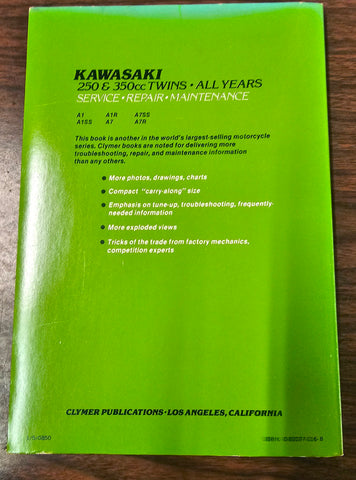 KAWASAKI
250 & 350cc TWINS • ALL YEARS
SERVICE • REPAIR • MAINTENANCE
A1 A1R A7SS
A1SS A7 A7R
This book is another in the world's largest-selling motorcycle
series. Clymer books are noted for delivering more
troubleshooting, repair, and maintenance information
than any others.
• More photos, drawings, charts
• Compact "carry-along" size
• Emphasis on tune-up, troubleshooting, frequently-
needed information
• More exploded views
• Tricks of the trade from factory mechanics,
competition experts
CLYMER PUBLICATIONS • LOS ANGELES, CALIFORNIA